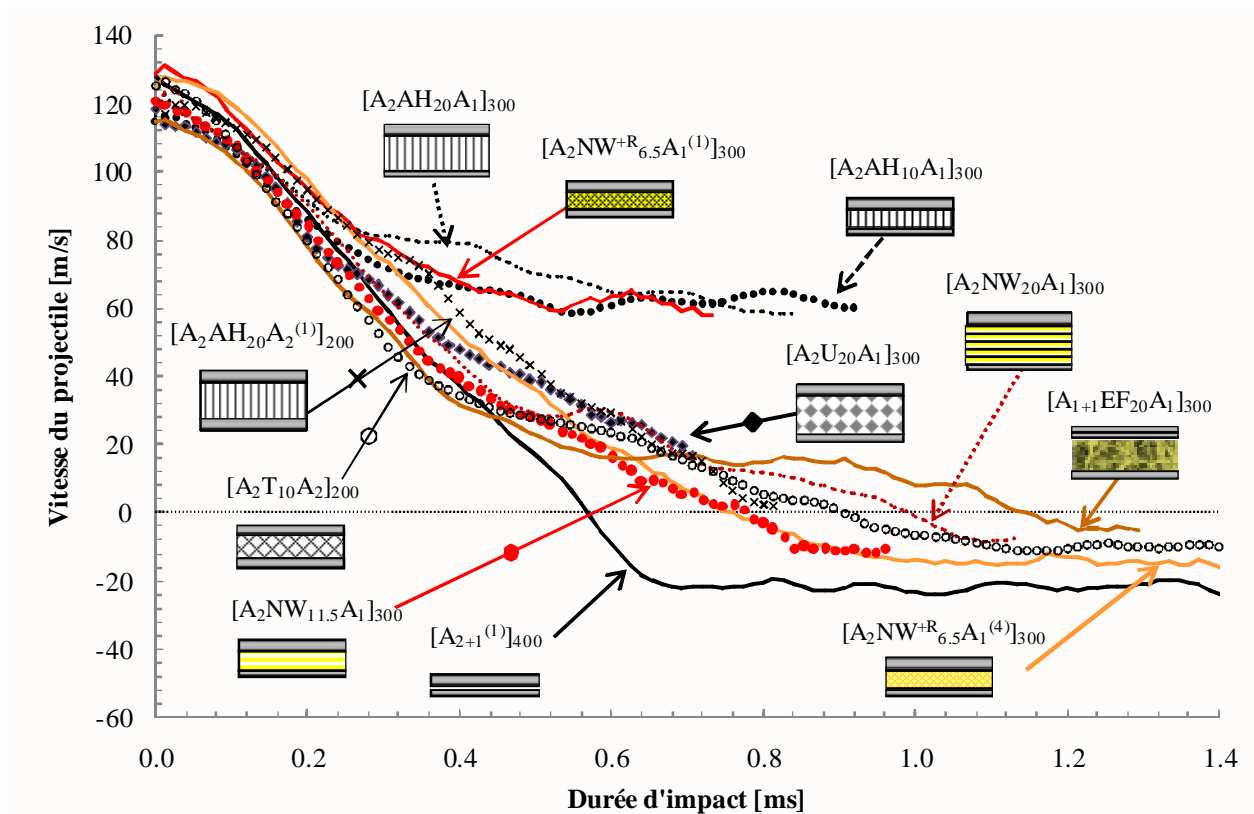 Vitesse du projectile [m/s]
140
120
100
80
60
40
20
0
-20
-40
-60
[A2AH20A1]300
[A2NW+R6.5A1(1)]300
[A2AH10A1]300
[A2NW20A1]300
[A2AH20A2(1)]200
[A2U20A1]300
[A1+1EF20A1]300
[A2T10A2]200
[A2NW11.5A1]300
[A2+1(1)]400
[A2NW+R6.5A1(4)]300
0.0 0.2 0.4 0.6 0.8 1.0 1.2 1.4
Durée d'impact [ms]